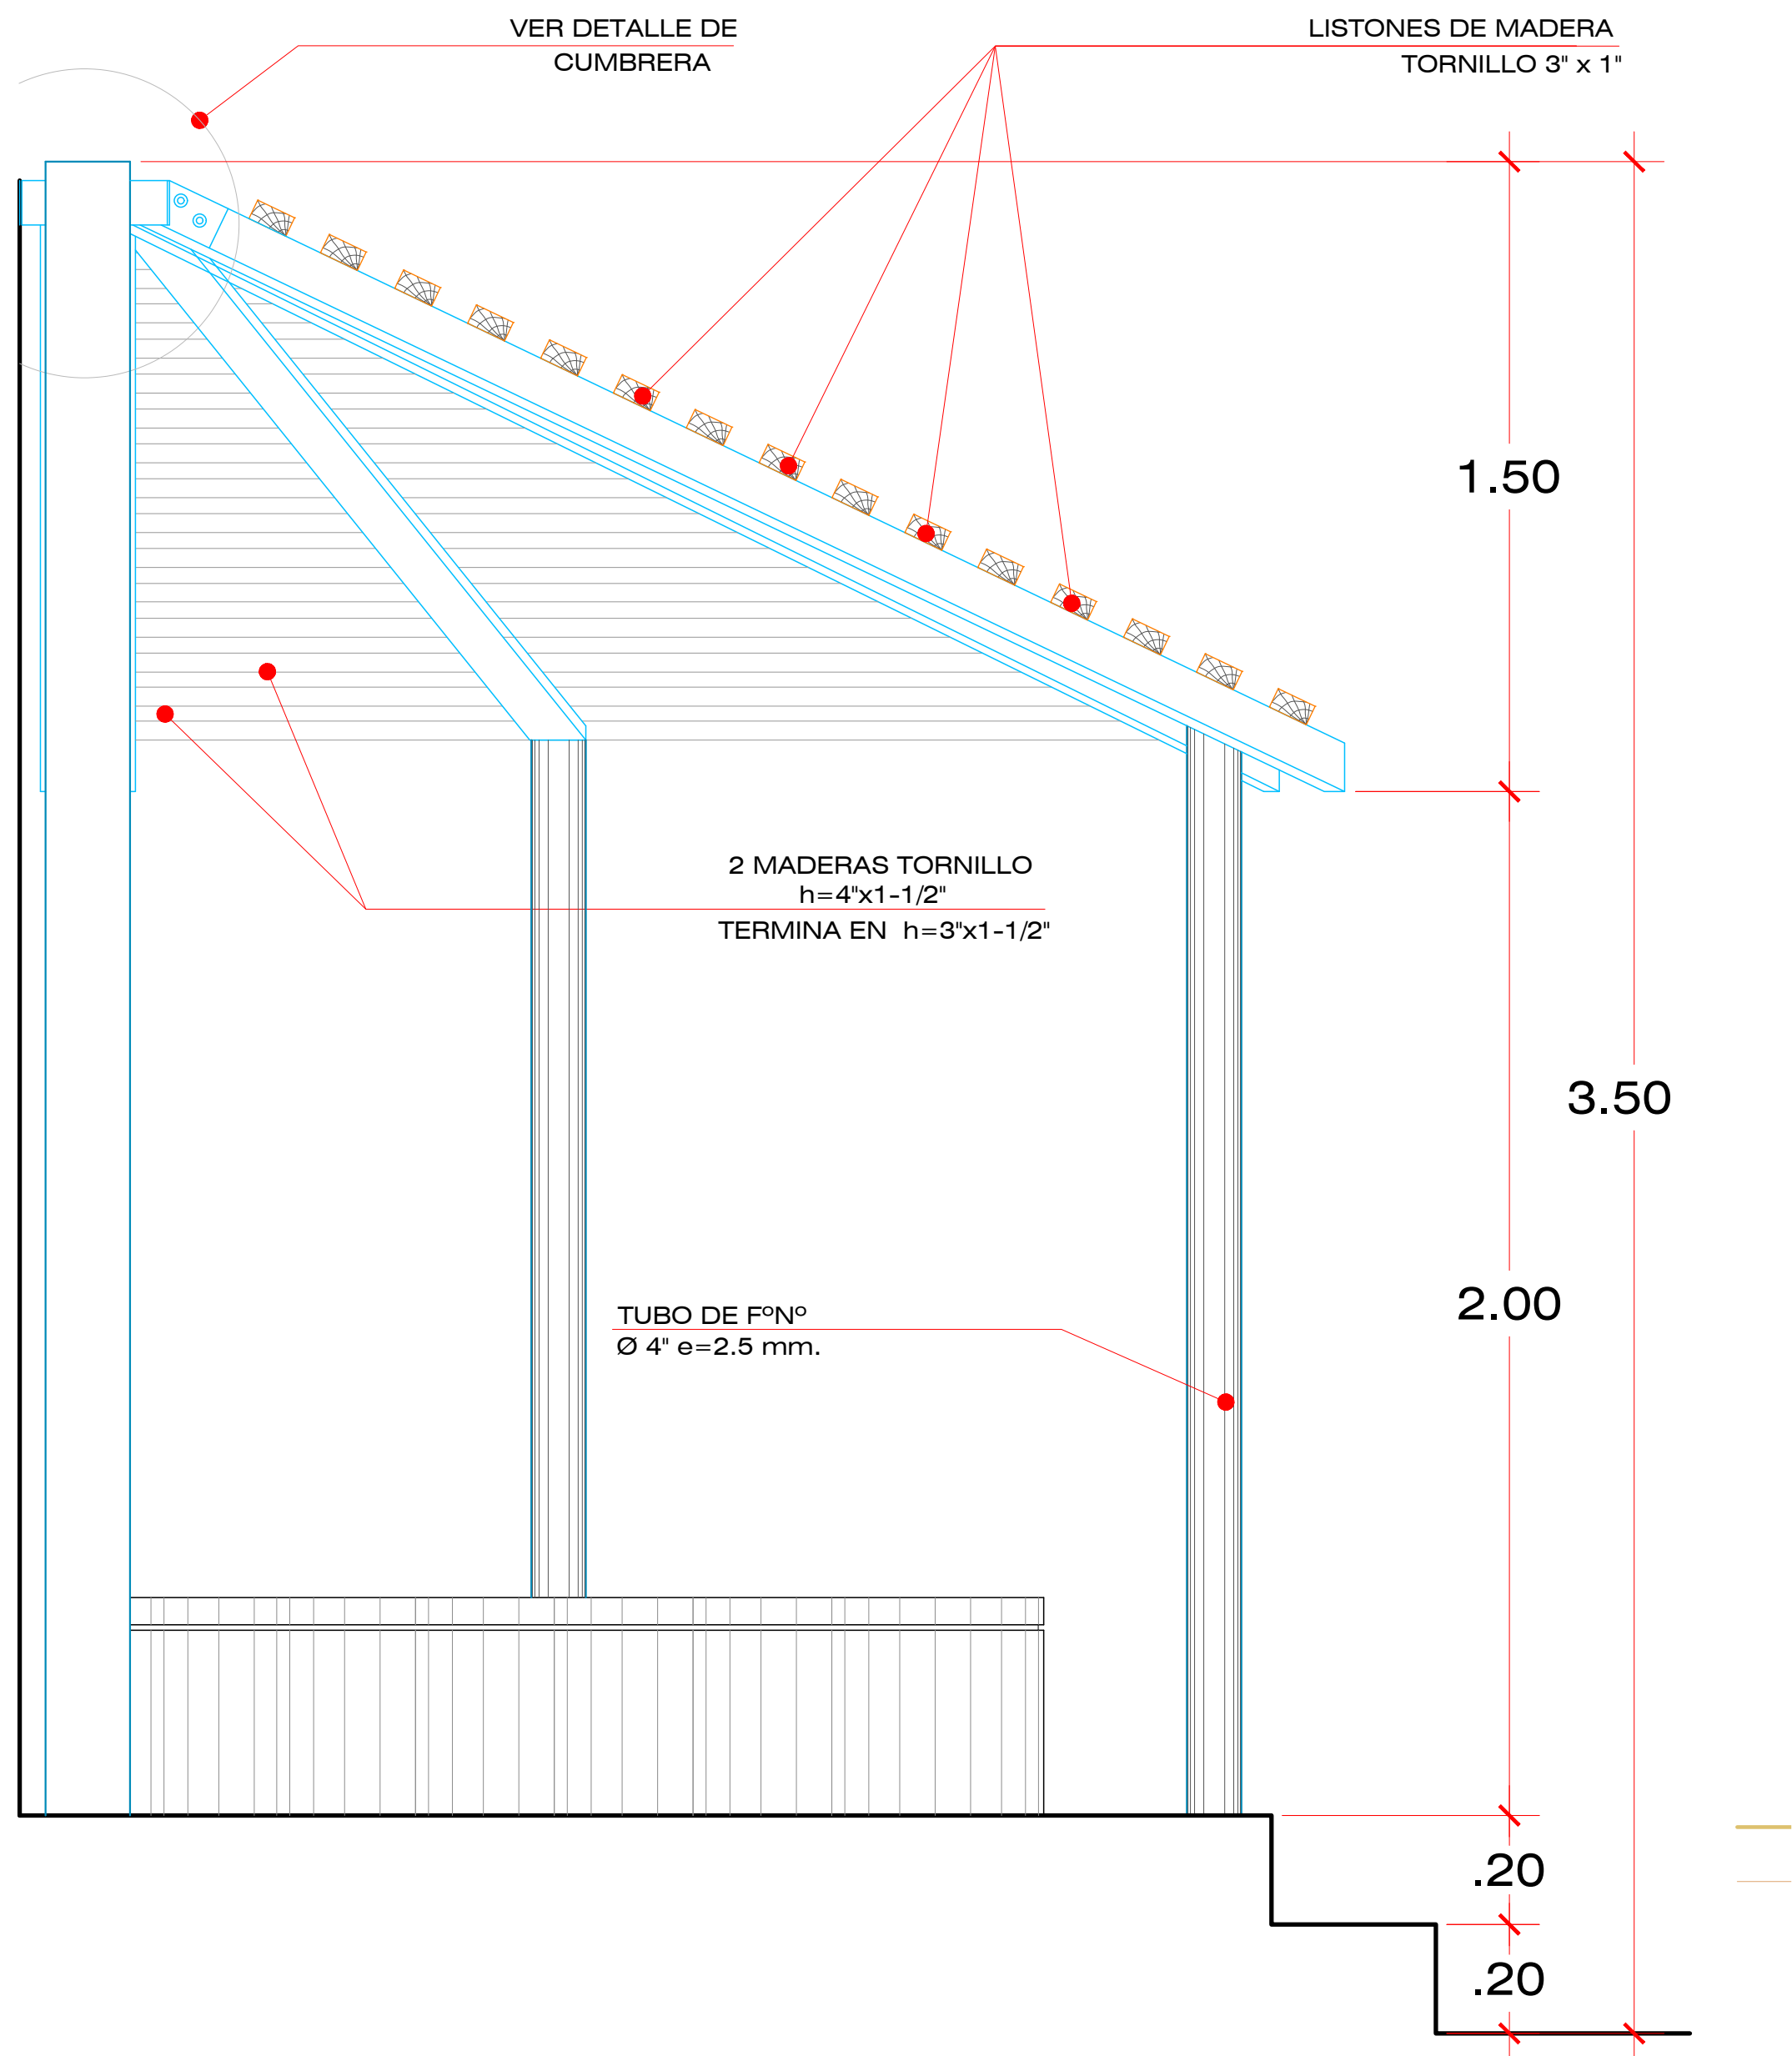 VER DETALLE DE
CUMBRERA
LISTONES DE MADERA
TORNILLO 3" x 1"
1.50
2 MADERAS TORNILLO
h=4"x1-1/2"
TERMINA EN h=3"x1-1/2"
3.50
2.00
TUBO DE FºNº
Ø 4" e=2.5 mm.
.20
.20